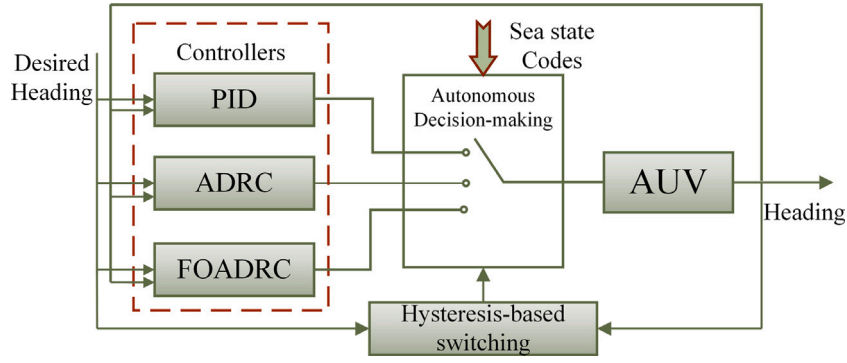 Desired
Heading
Controllers
PID
ADRC
FOADRC
Sea state
Codes
Autonomous
Decision-making
AUV
Heading
Hysteresis-based
switching